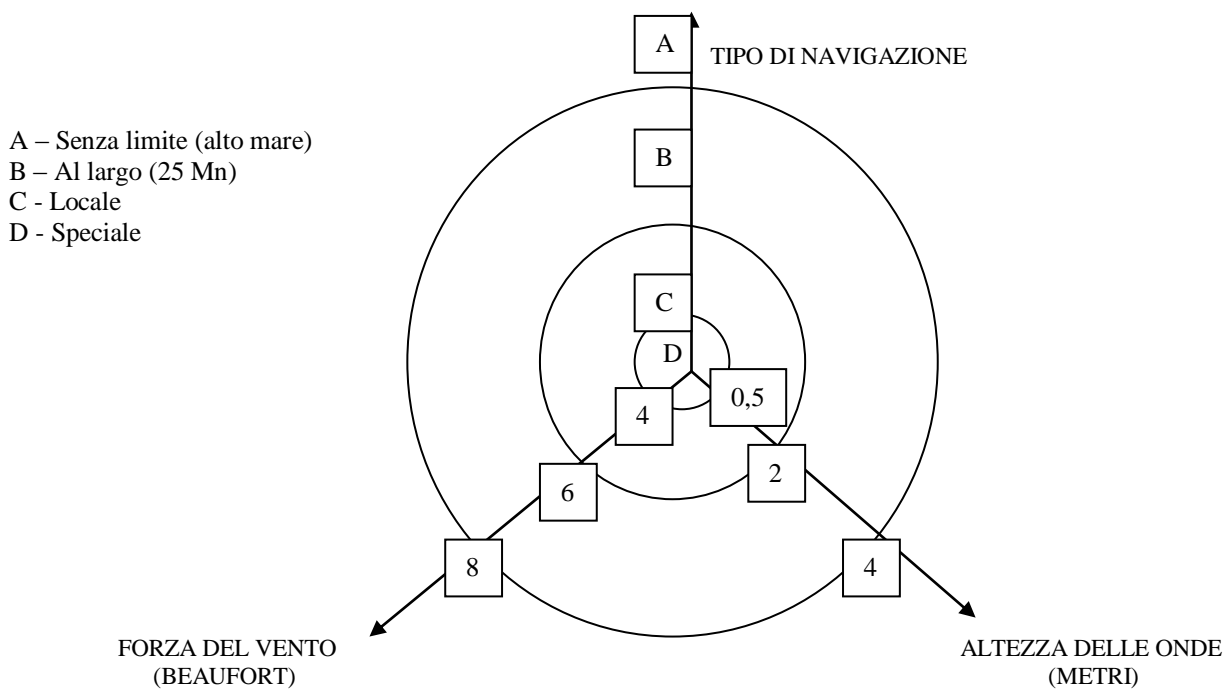 A
TIPO DI NAVIGAZIONE
A – Senza limite (alto mare)
B – Al largo (25 Mn)
C - Locale
D - Speciale
B
C
D
0,5
4
2
6
8
4
FORZA DEL VENTO
(BEAUFORT)
ALTEZZA DELLE ONDE
(METRI)